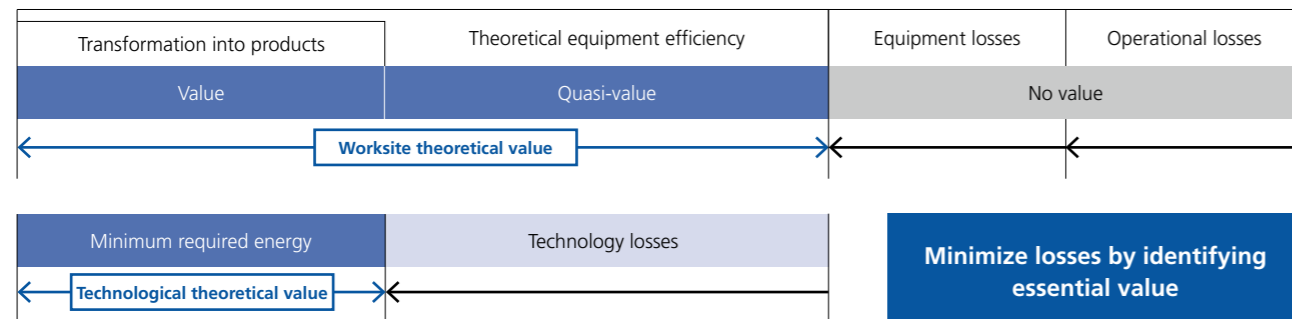 Transformation into products
Theoretical equipment efficiency
Equipment losses
Operational losses
Value
Quasi-value
No value
Worksite theoretical value
Minimum required energy
Technology losses
Technological theoretical value
Minimize losses by identifying
essential value